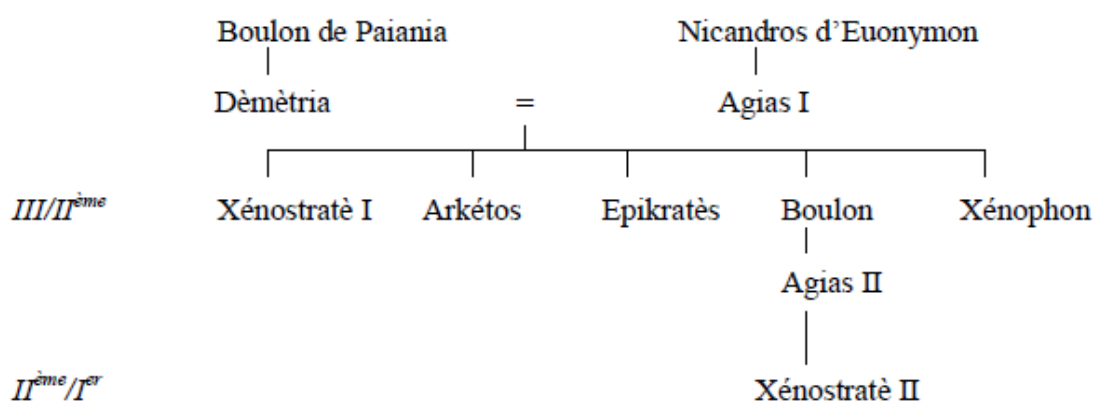 Boulon de Paiania Nicandros d’Euonymon
Dèmètria = Agias I
III/IIème Xénostratè I Arkétos Epikratès Boulon Xénophon
Agias II
IIème/Ier Xénostratè II